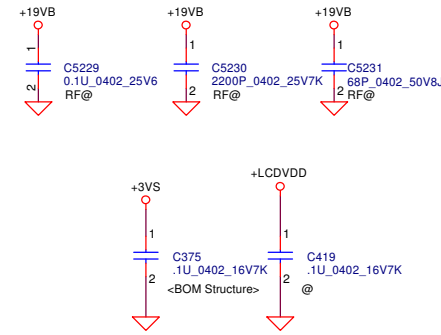 +19VB +19VB +19VB
1 1 1
C5229 C5230 C5231
0.1U_0402_25V6 2200P_0402_25V7K 68P_0402_50V8J
2 2 2
RF@ RF@ RF@
+3VS +LCDVDD
1 1
C375 C419
.1U_0402_16V7K .1U_0402_16V7K
2 2
<BOM Structure> @